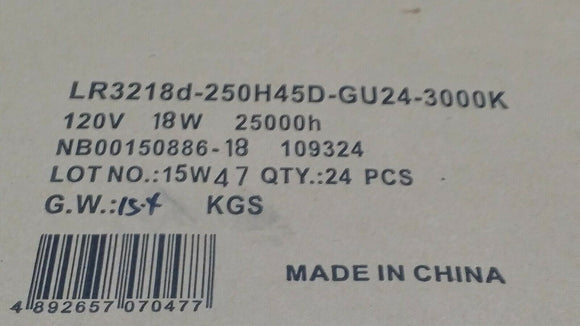 LR3218d-250H45D-GU24-3000K
120V 18W 25000h
NB00150886-18 109324
LOT NO.:15W47 QTY.:24 PCS
G.W.:15.4 KGS
MADE IN CHINA
4 892657 070477